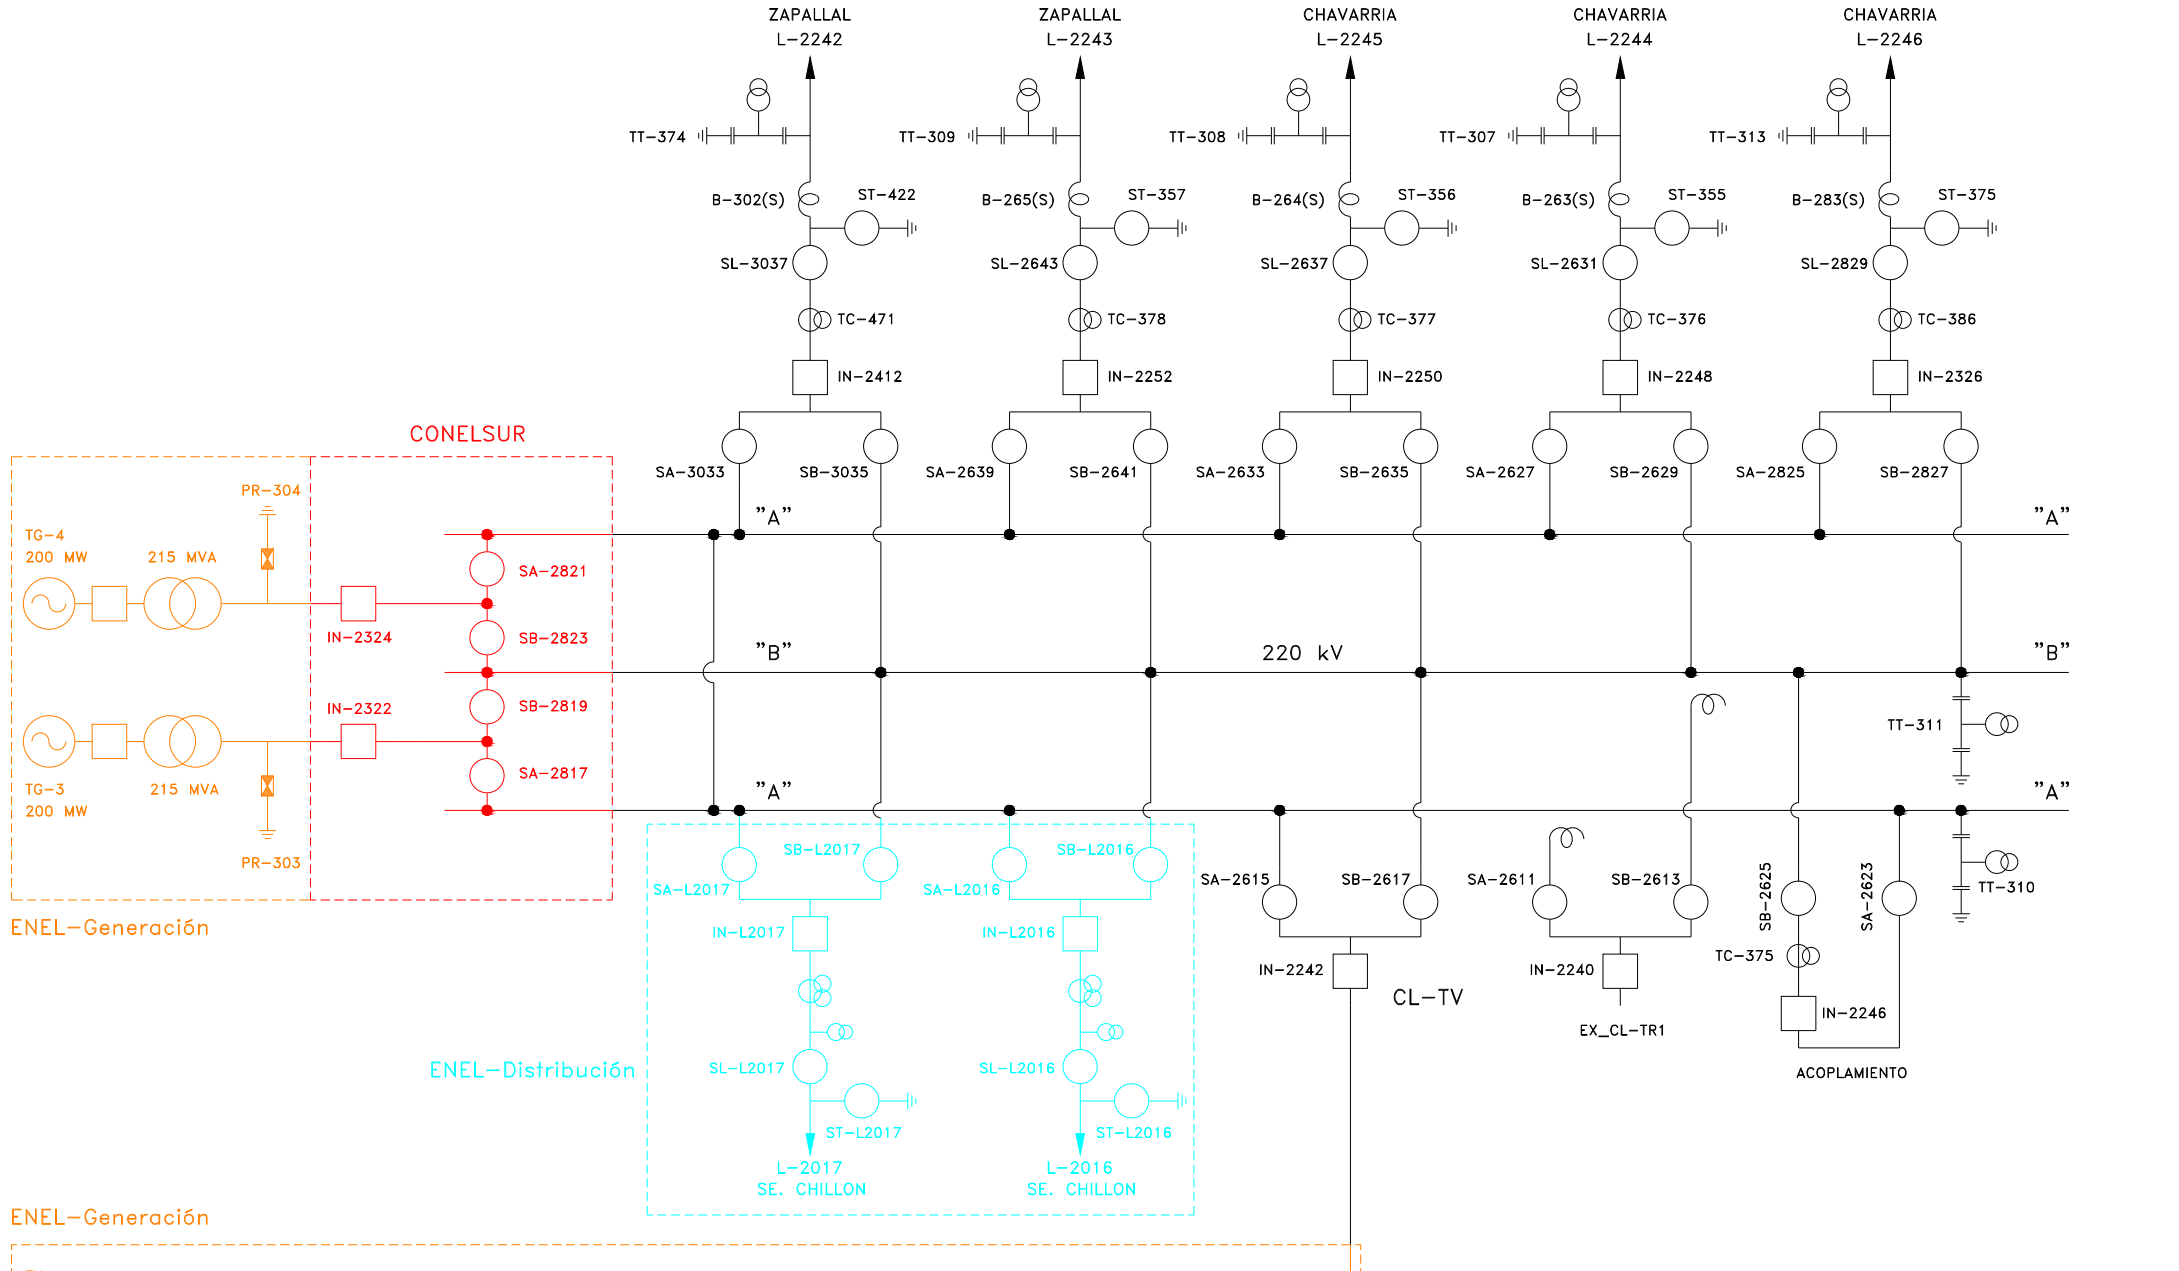 ZAPALLAL
L-2242
ZAPALLAL
L-2243
CHAVARRIA
L-2245
CHAVARRIA
L-2244
CHAVARRIA
L-2246
TT-374
TT-309
TT-308
TT-307
TT-313
B-302(S)
ST-422
B-265(S)
ST-357
B-264(S)
ST-356
B-263(S)
ST-355
B-283(S)
ST-375
SL-3037
SL-2643
SL-2637
SL-2631
SL-2829
TC-471
TC-378
TC-377
TC-376
TC-386
IN-2412
IN-2252
IN-2250
IN-2248
IN-2326
CONELSUR
SA-3033
SB-3035
SA-2639
SB-2641
SA-2633
SB-2635
SA-2627
SB-2629
SA-2825
SB-2827
PR-304
"A"
"A"
TG-4
200 MW
215 MVA
SA-2821
IN-2324
SB-2823
"B"
220 kV
"B"
IN-2322
SB-2819
TT-311
SA-2817
TG-3
200 MW
215 MVA
"A"
"A"
PR-303
SB-L2017
SB-L2016
SA-L2017
SA-L2016
SA-2615
SB-2617
SA-2611
SB-2613
SB-2625
SA-2623
TT-310
ENEL-Generación
IN-L2017
IN-L2016
IN-2242
IN-2240
TC-375
CL-TV
IN-2246
EX_CL-TR1
ENEL-Distribución
SL-L2017
SL-L2016
ACOPLAMIENTO
ST-L2017
ST-L2016
L-2017
SE. CHILLON
L-2016
SE. CHILLON
ENEL-Generación